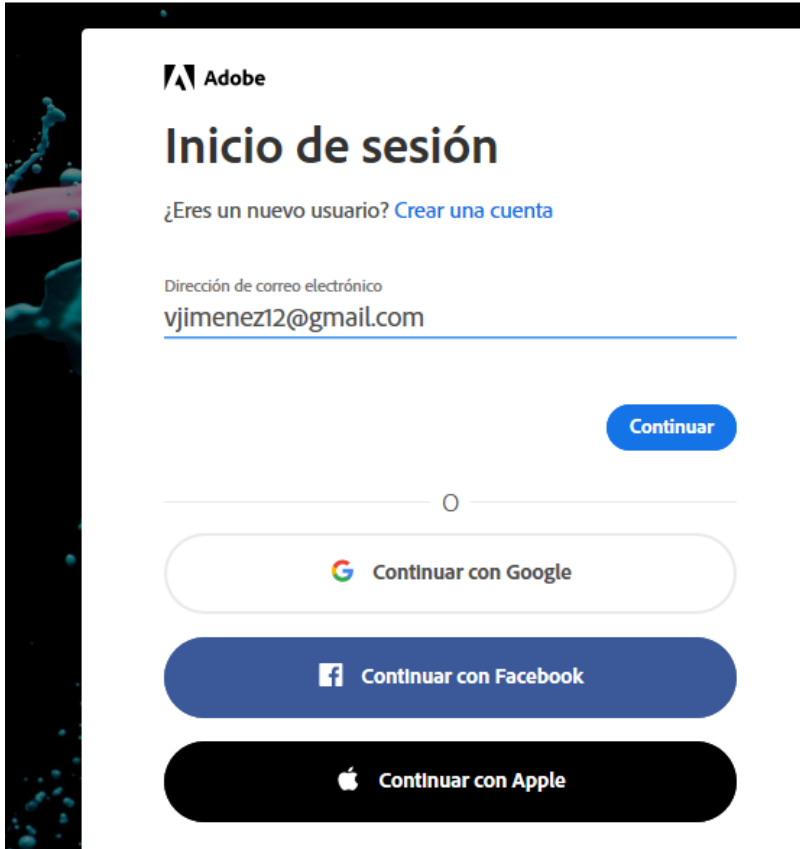 Adobe
Inicio de sesión
¿Eres un nuevo usuario? Crear una cuenta
Dirección de correo electrónico
vjimenez12@gmail.com
Continuar
O
Continuar con Google
Continuar con Facebook
Continuar con Apple